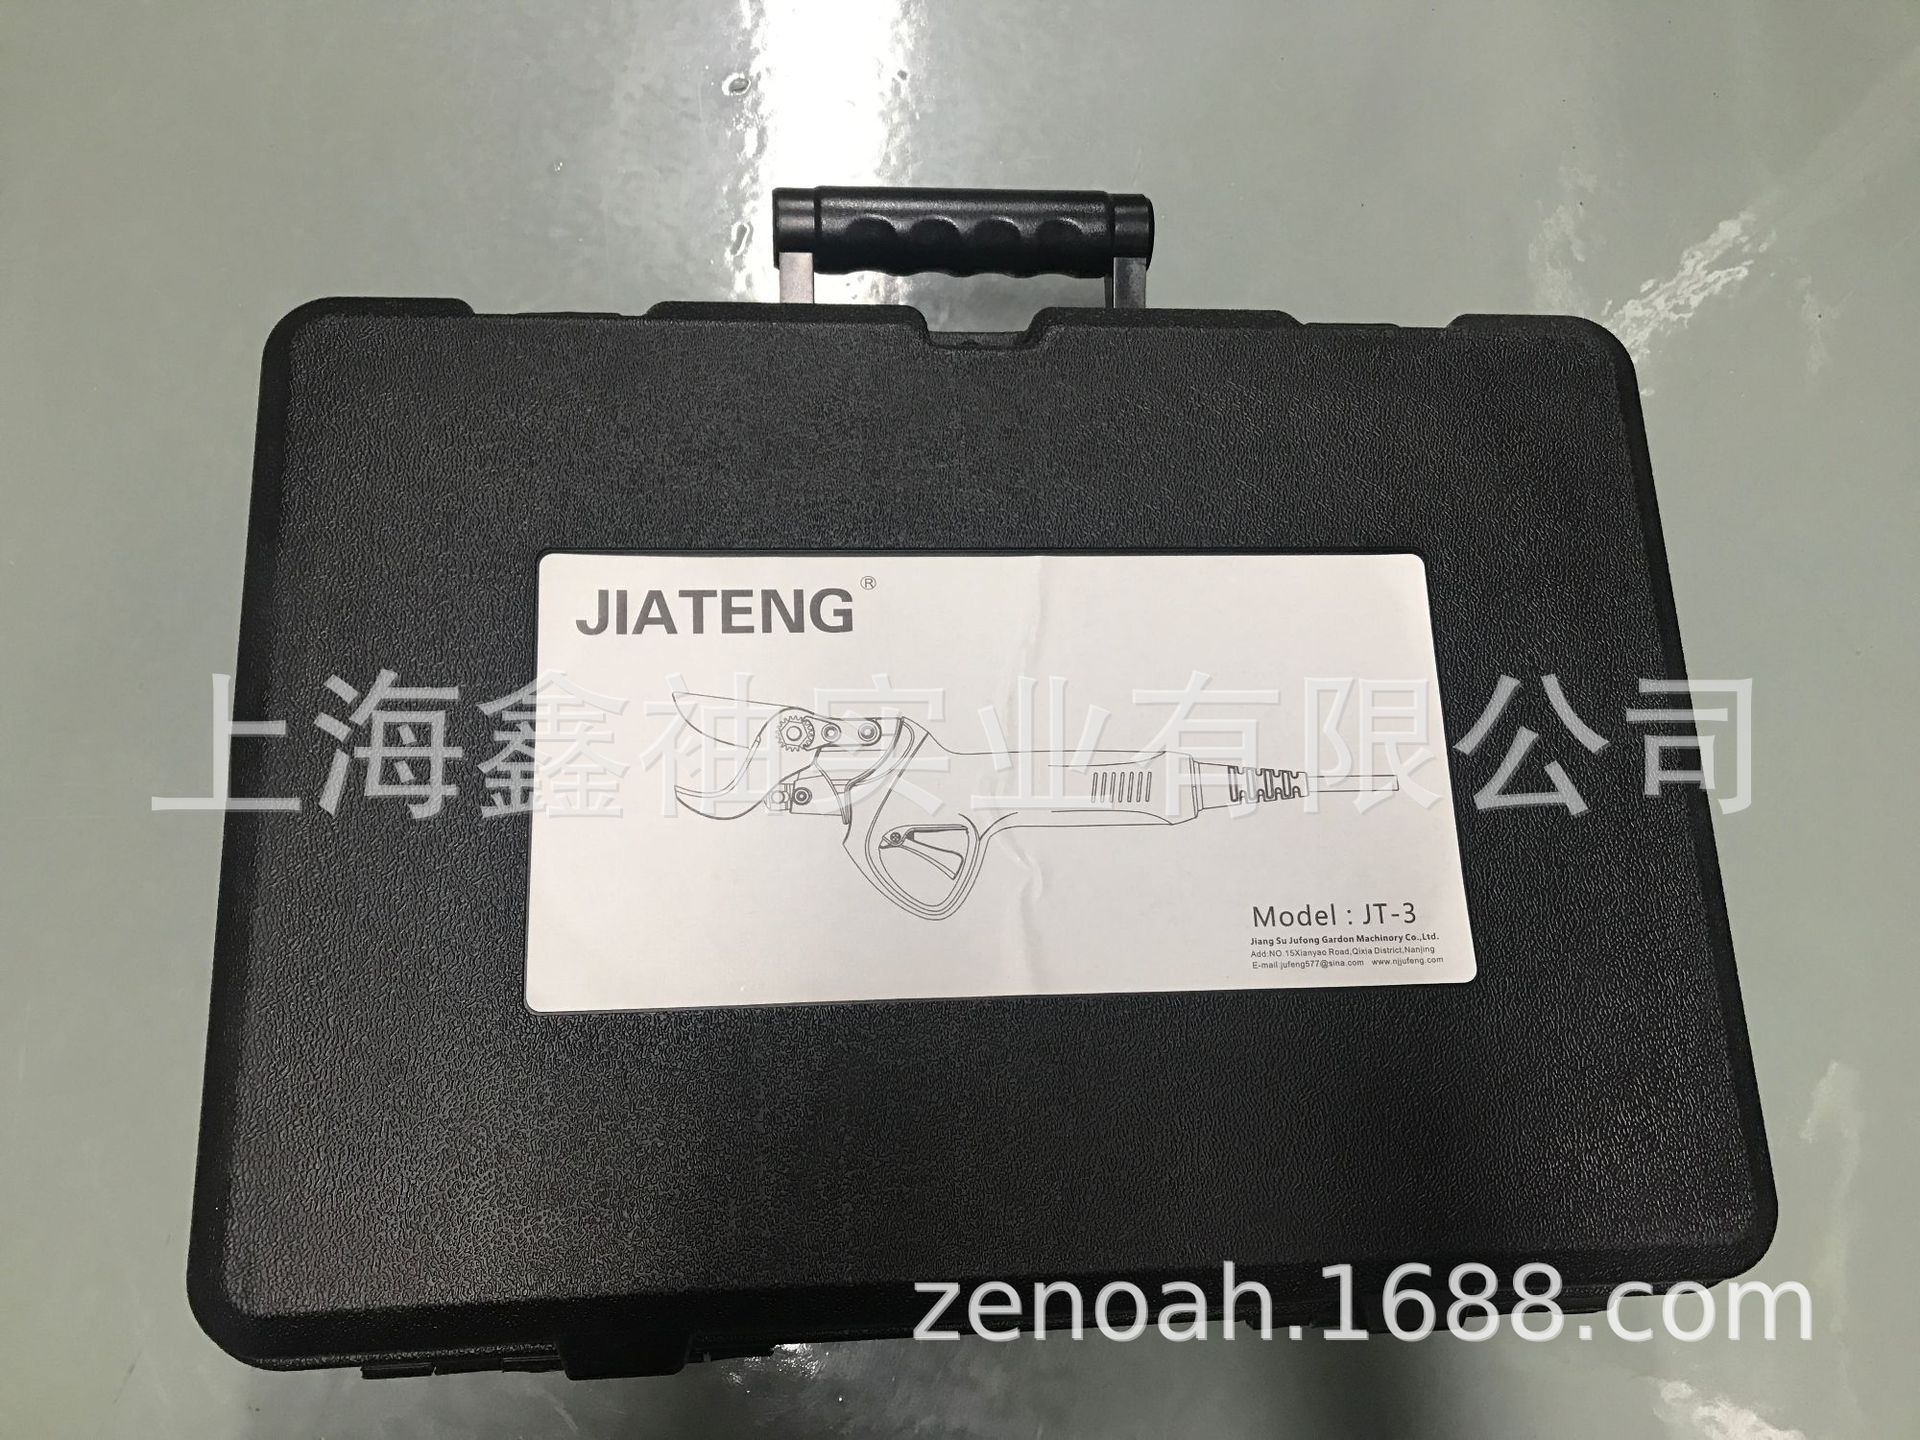 JIATENG®
上海鑫袖实业有限公司
Model : JT-3
Jiang Su Jufong Gardon Machinory Co.,Ltd.
Add:NO.15Xianyao Road,Qixia District,Nanjing
E-mail:jufeng577@sina.com www.njjufeng.com
zenoah.1688.com